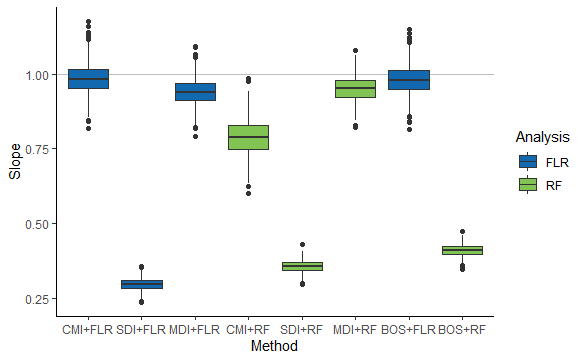 1.00
0.75
0.50
0.25
Slope
CMI+FLR SDI+FLR MDI+FLR CMI+RF SDI+RF MDI+RF BOS+FLR BOS+RF
Method
Analysis
FLR
RF